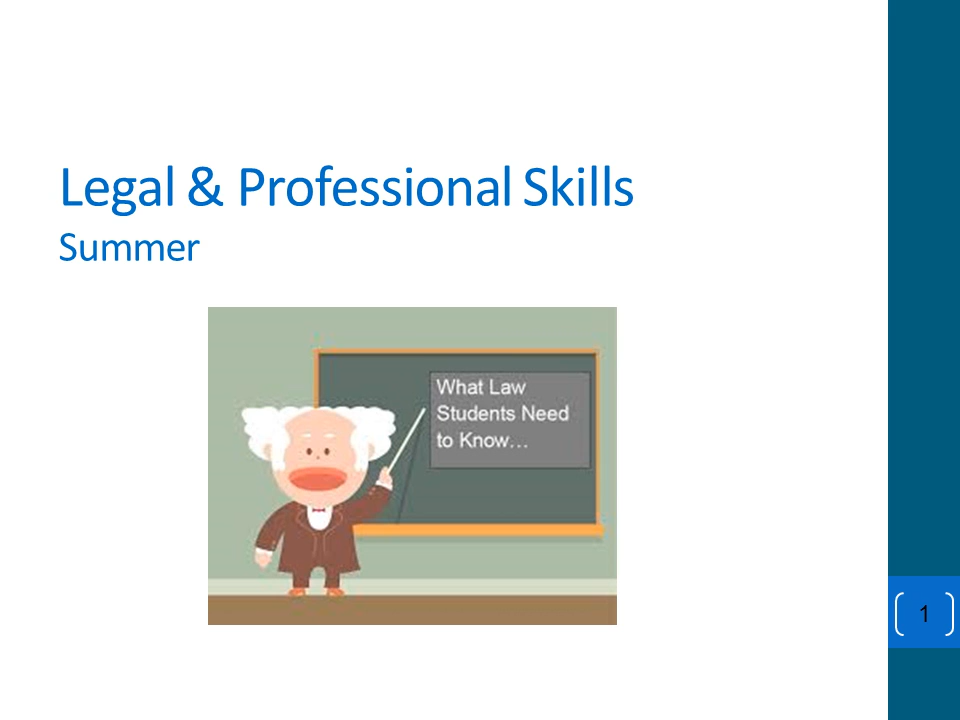 Legal & Professional Skills
Summer
What Law
Students Need
to Know…
1